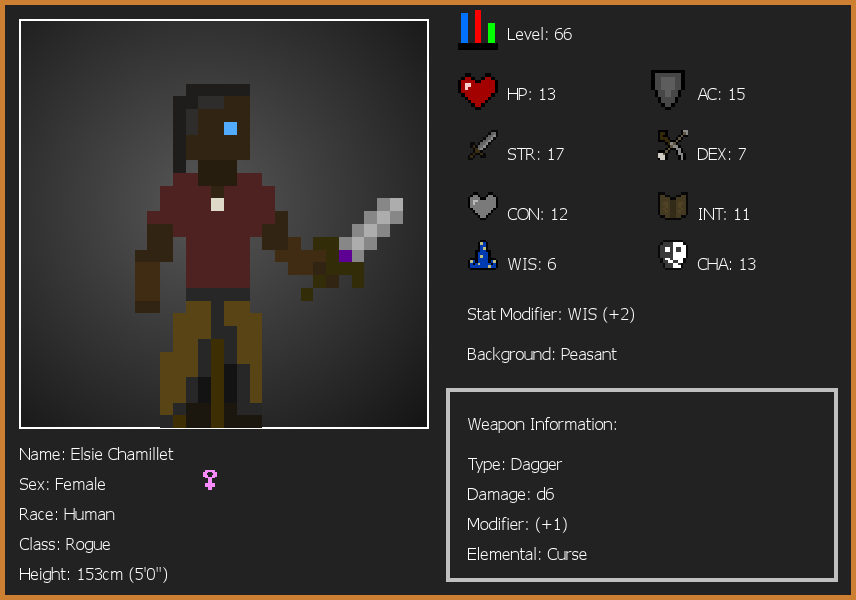 Level: 66
HP: 13
AC: 15
STR: 17
DEX: 7
CON: 12
INT: 11
WIS: 6
CHA: 13
Stat Modifier: WIS (+2)
Background: Peasant
Weapon Information:
Type: Dagger
Damage: d6
Modifier: (+1)
Elemental: Curse
Name: Elsie Chamillet
Sex: Female
Race: Human
Class: Rogue
Height: 153cm (5'0")